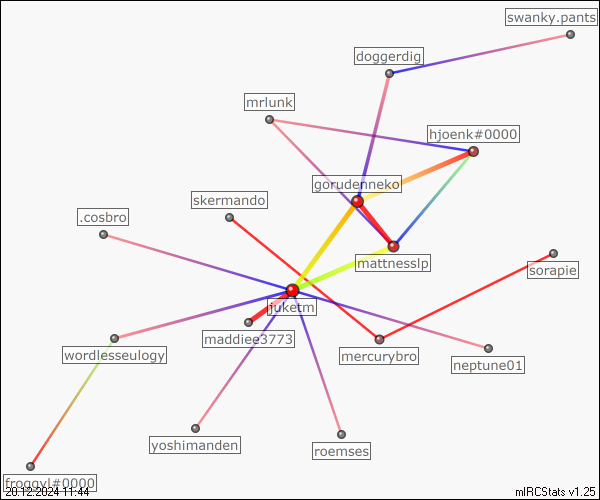 swanky.pants
doggerdig
mrlunk
hjoenk#0000
gorudenneko
skermando
.cosbro
mattnesslp
sorapie
juketm
maddiee3773
wordlesseulogy
mercurybro
neptune01
yoshimanden
roemses
froggyl#0000
20.12.2024 11:44
mIRCStats v1.25